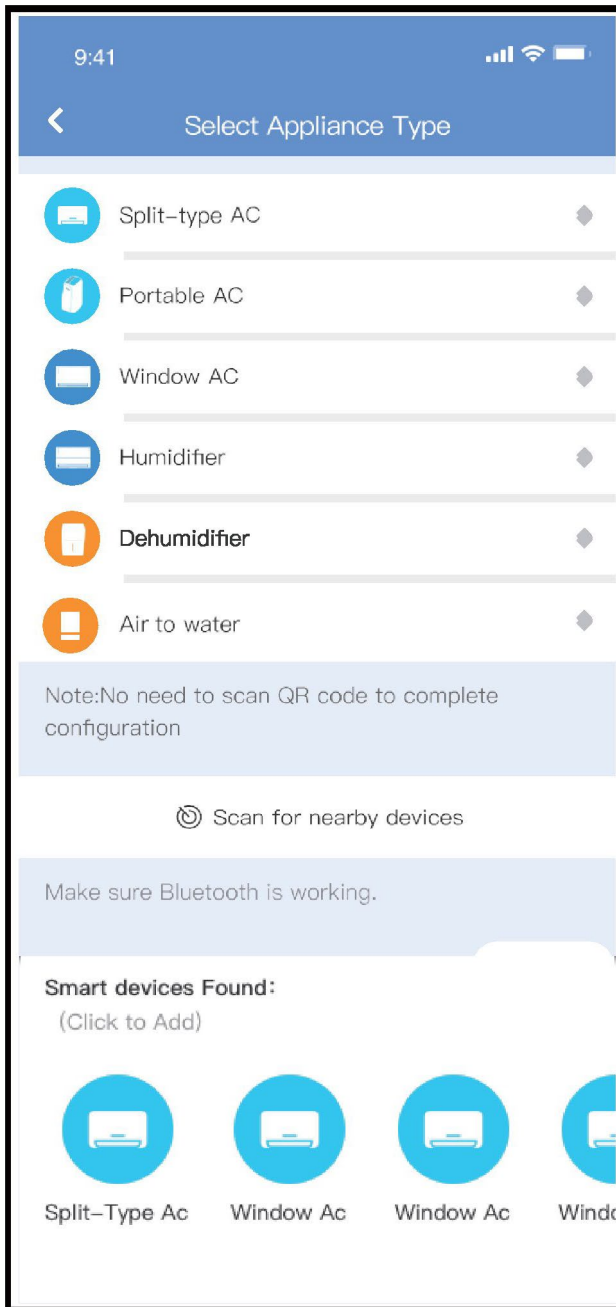 9:41
Select Appliance Type
Split-type AC
Portable AC
Window AC
Humidifier
Dehumidifier
Air to water
Note:No need to scan QR code to complete
configuration
Scan for nearby devices
Make sure Bluetooth is working.
Smart devices Found:
(Click to Add)
Split-Type Ac Window Ac Window Ac